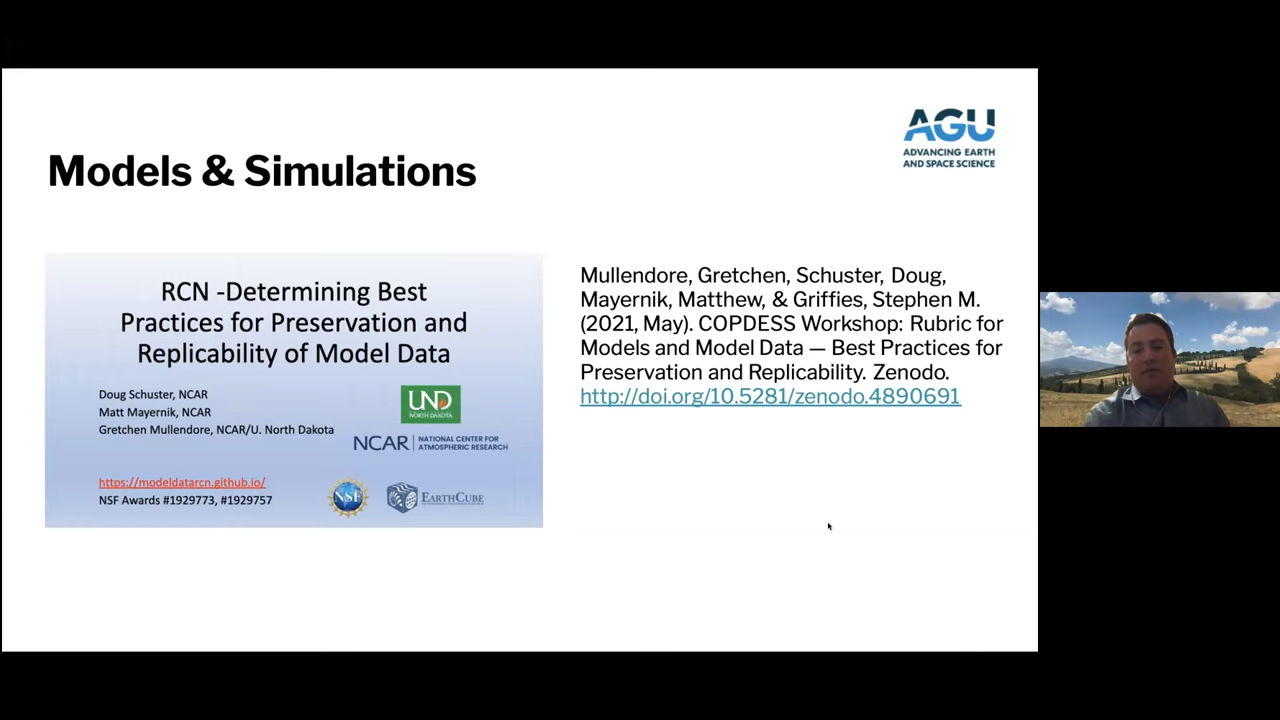 AGU
ADVANCING EARTH
AND SPACE SCIENCE
Models & Simulations
RCN -Determining Best
Practices for Preservation and
Replicability of Model Data
Doug Schuster, NCAR
Matt Mayernik, NCAR
Gretchen Mullendore, NCAR/U. North Dakota
UND
NORTH DAKOTA
NCAR
NATIONAL CENTER FOR
ATMOSPHERIC RESEARCH
https://modeldatarcn.github.io/
NSF Awards #1929773, #1929757
NSF
EARTHCUBE
Mullendore, Gretchen, Schuster, Doug,
Mayernik, Matthew, & Griffies, Stephen M.
(2021, May). COPDESS Workshop: Rubric for
Models and Model Data — Best Practices for
Preservation and Replicability. Zenodo.
http://doi.org/10.5281/zenodo.4890691